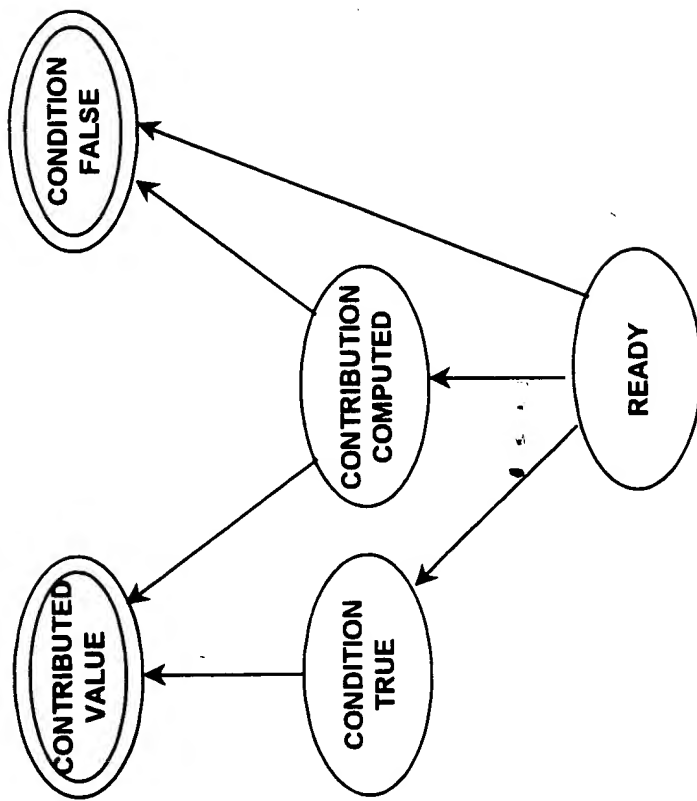 CONDITION
FALSE
CONTRIBUTED
VALUE
CONTRIBUTION
COMPUTED
CONDITION
TRUE
READY